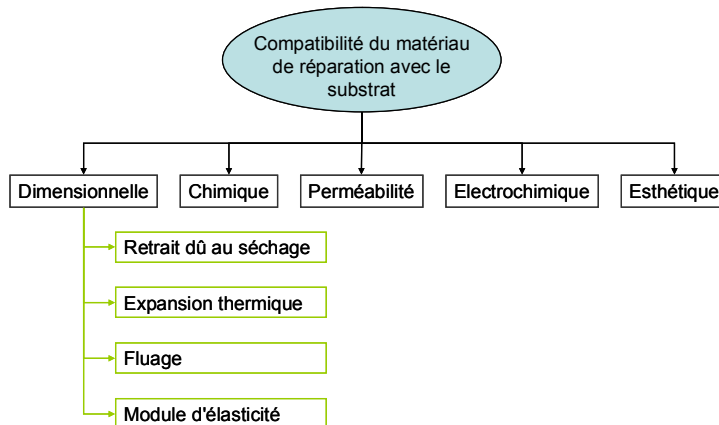 Compatibilité du matériau
de réparation avec le
substrat
Dimensionnelle
Chimique
Perméabilité
Electrochimique
Esthétique
Retrait dû au séchage
Expansion thermique
Fluage
Module d'élasticité